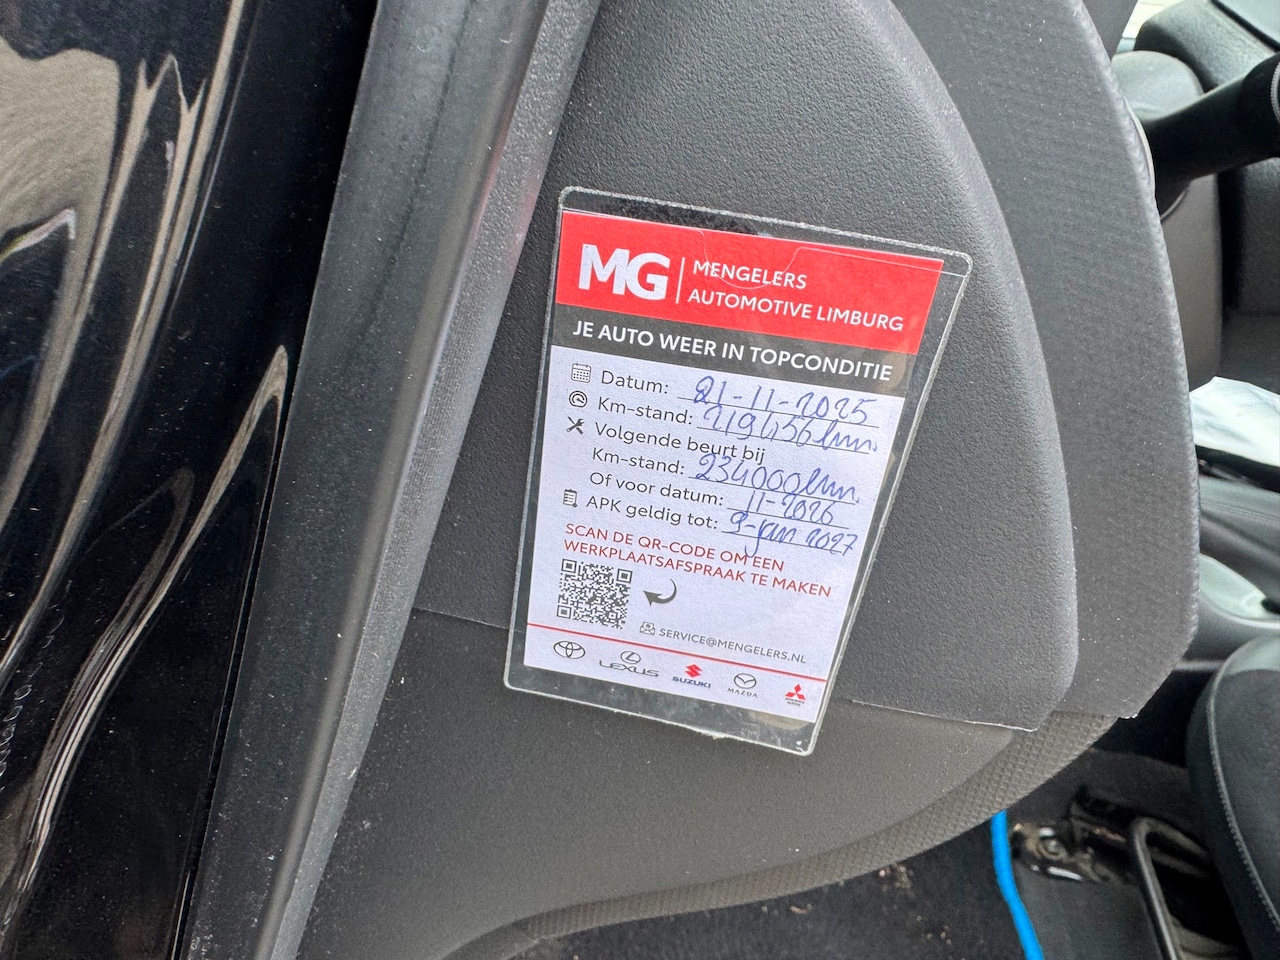 MG MENGELERS
AUTOMOTIVE LIMBURG
JE AUTO WEER IN TOPCONDITIE
Datum: 21-11-2025
Km-stand: 219456km.
Volgende beurt bij
Km-stand: 234000km.
Of voor datum: 11-2026
APK geldig tot: 9-jan 2027
SCAN DE QR-CODE OM EEN
WERKPLAATSAFSPRAAK TE MAKEN
SERVICE@MENGELERS.NL
LEXUS
SUZUKI
MAZDA